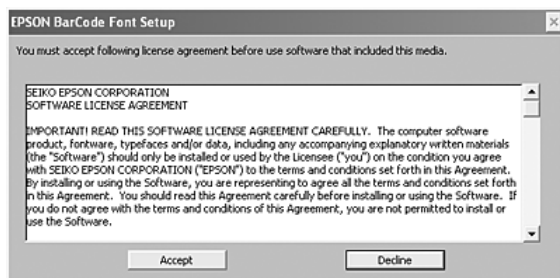 EPSON BarCode Font Setup
You must accept following license agreement before use software that included this media.
SEIKO EPSON CORPORATION
SOFTWARE LICENSE AGREEMENT
IMPORTANT! READ THIS SOFTWARE LICENSE AGREEMENT CAREFULLY. The computer software
product, fontware, typefaces and/or data, including any accompanying explanatory written materials
(the "Software") should only be installed or used by the Licensee ("you") on the condition you agree
with SEIKO EPSON CORPORATION ("EPSON") to the terms and conditions set forth in this Agreement.
By installing or using the Software, you are representing to agree all the terms and conditions set forth
in this Agreement. You should read this Agreement carefully before installing or using the Software. If
you do not agree with the terms and conditions of this Agreement, you are not permitted to install or
use the Software.
Accept Decline